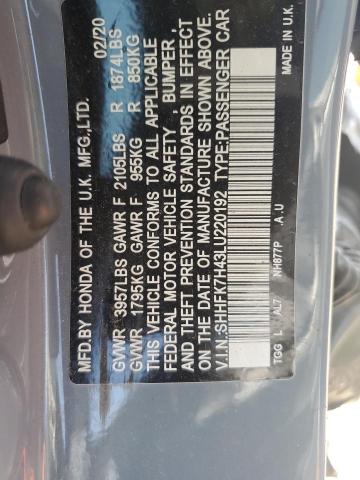 MFD.BY HONDA OF THE U.K. MFG.,LTD. 02/20
GVWR 3957LBS GAWR F 2105LBS R 1874LBS
GVWR 1795KG GAWR F 955KG R 850KG
THIS VEHICLE CONFORMS TO ALL APPLICABLE
FEDERAL MOTOR VEHICLE SAFETY , BUMPER ,
AND THEFT PREVENTION STANDARDS IN EFFECT
ON THE DATE OF MANUFACTURE SHOWN ABOVE.
V.I.N.:SHHFK7H43LU220192 TYPE:PASSENGER CAR
TGG L AL7 NH877P .A.U MADE IN U.K.